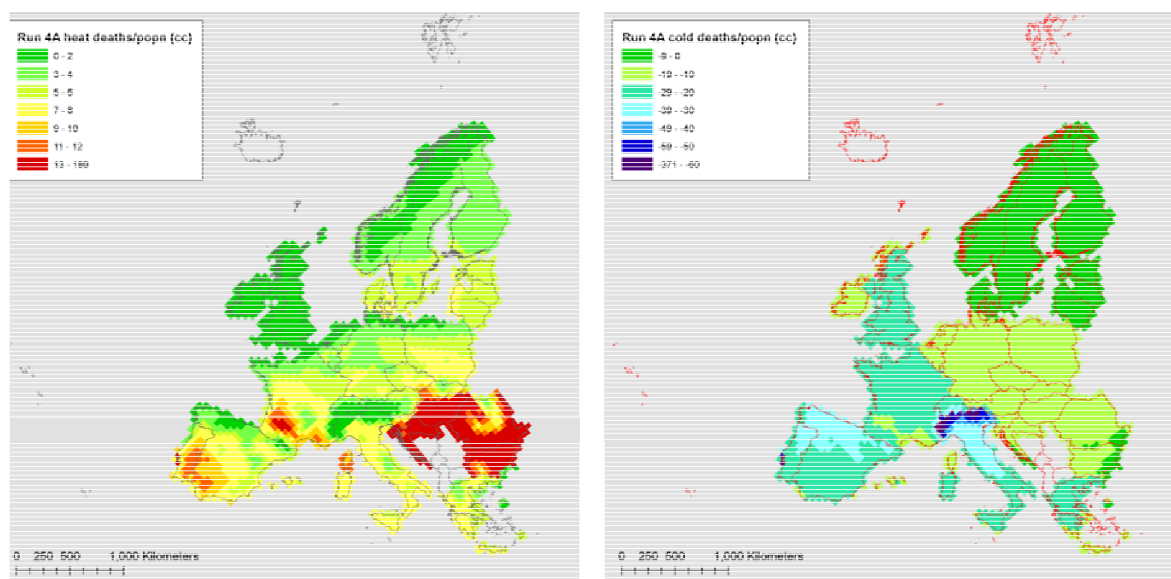 Run 4A heat deaths/popn (cc)
0 - 2
3 - 4
5 - 6
7 - 8
9 - 10
11 - 12
13 - 189
0 250 500 1,000 Kilometers
Run 4A cold deaths/popn (cc)
-9 - 0
-19 - -10
-29 - -20
-39 - -30
-49 - -40
-59 - -50
-371 - -60
0 250 500 1,000 Kilometers